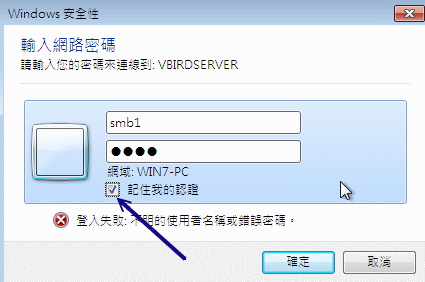 Windows 安全性
輸入網路密碼
請輸入您的密碼來連線到: VBIRDSERVER
smb1
●●●●
網域: WIN7-PC
記住我的認證
登入失敗: 不明的使用者名稱或錯誤密碼。
確定
取消